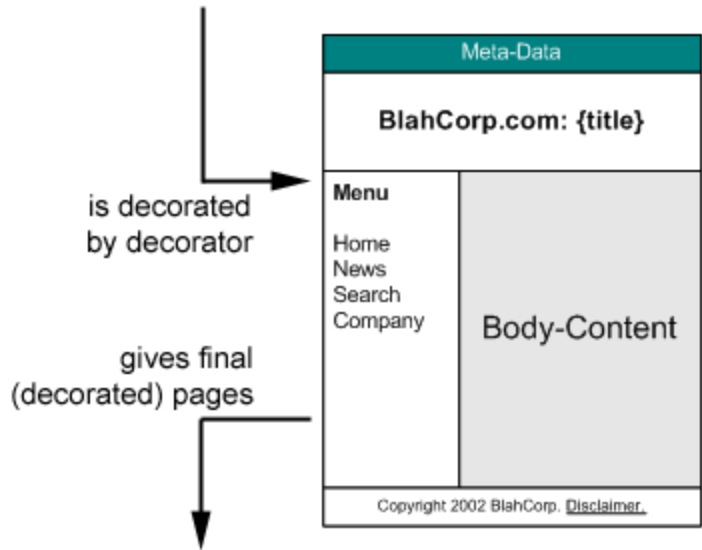 Meta-Data
BlahCorp.com: {title}
is decorated
by decorator
Menu
Home
News
Search
Company
Body-Content
gives final
(decorated) pages
Copyright 2002 BlahCorp. Disclaimer.